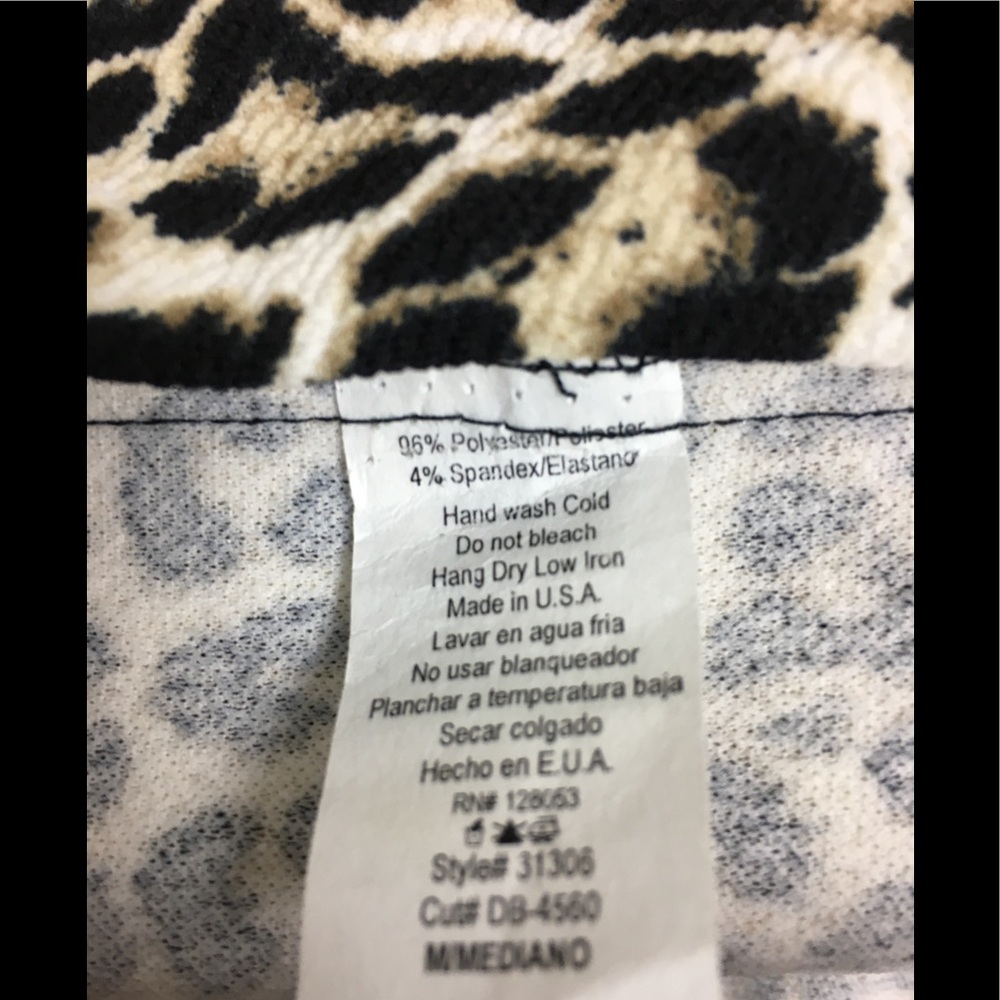 96% Polyester/Poliester
4% Spandex/Elastano
Hand wash Cold
Do not bleach
Hang Dry Low Iron
Made in U.S.A.
Lavar en agua fria
No usar blanqueador
Planchar a temperatura baja
Secar colgado
Hecho en E.U.A.
RN# 128053
Style# 31306
Cut# DB-4560
M/MEDIANO